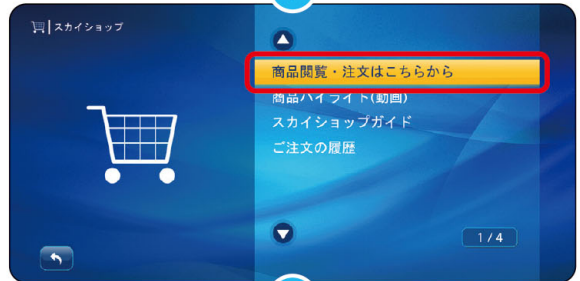 スカイショップ
商品閲覧・注文はこちらから
商品ハイライト(動画)
スカイショップガイド
ご注文の履歴
1/4